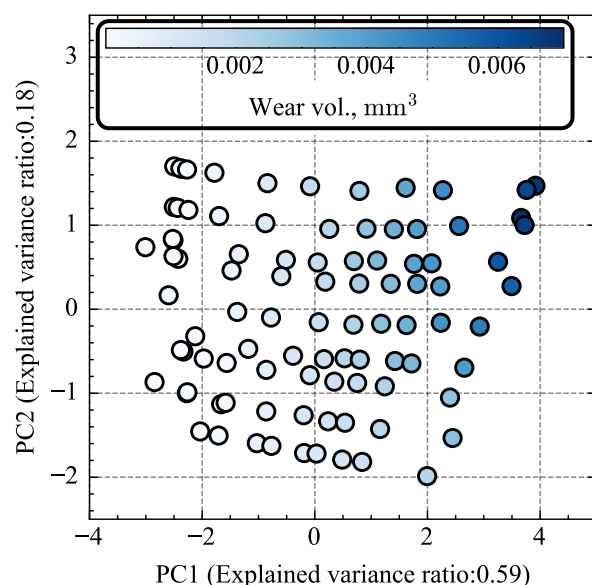 3
0.002 0.004 0.006
Wear vol., mm³
2
1
0
−1
−2
−4 −2 0 2 4
PC2 (Explained variance ratio:0.18)
PC1 (Explained variance ratio:0.59)